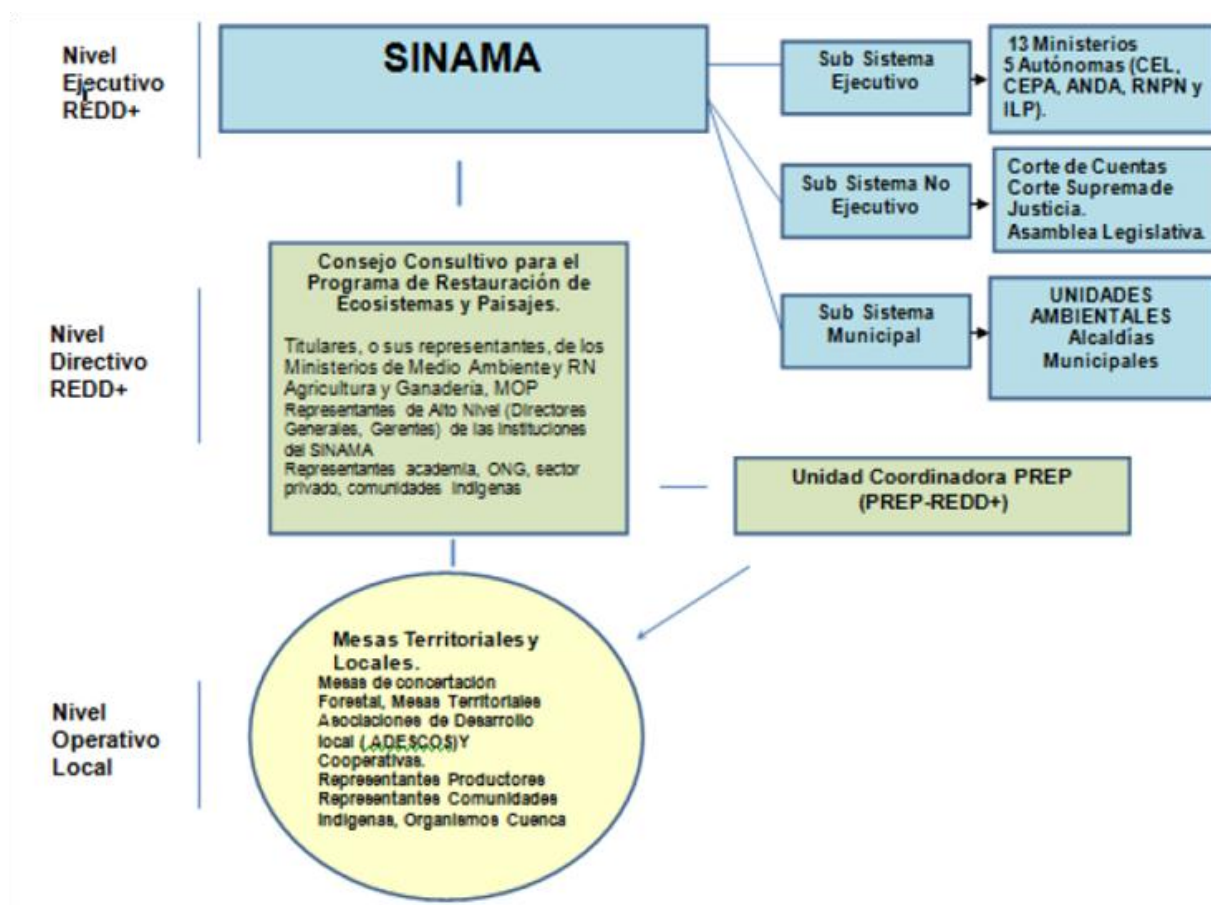 Nivel
Ejecutivo
REDD+
SINAMA
Sub Sistema
Ejecutivo
13 Ministerios
5 Autónomas (CEL,
CEPA, ANDA, RNPN y
ILP).
Sub Sistema No
Ejecutivo
Corte de Cuentas
Corte Suprema de
Justicia.
Asamblea Legislativa.
Sub Sistema
Municipal
UNIDADES
AMBIENTALES
Alcaldías
Municipales
Nivel
Directivo
REDD+
Consejo Consultivo para el
Programa de Restauración de
Ecosistemas y Paisajes.
Titulares, o sus representantes, de los
Ministerios de Medio Ambiente y RN
Agricultura y Ganadería, MOP
Representantes de Alto Nivel (Directores
Generales, Gerentes) de las Instituciones
del SINAMA
Representantes academia, ONG, sector
privado, comunidades Indígenas
Unidad Coordinadora PREP
(PREP-REDD+)
Nivel
Operativo
Local
Mesas Territoriales y
Locales.
Mesas de concertación
Forestal, Mesas Territoriales
Asociaciones de Desarrollo
local ( ADESCOS)Y
Cooperativas.
Representantes Productores
Representantes Comunidades
Indígenas, Organismos Cuenca